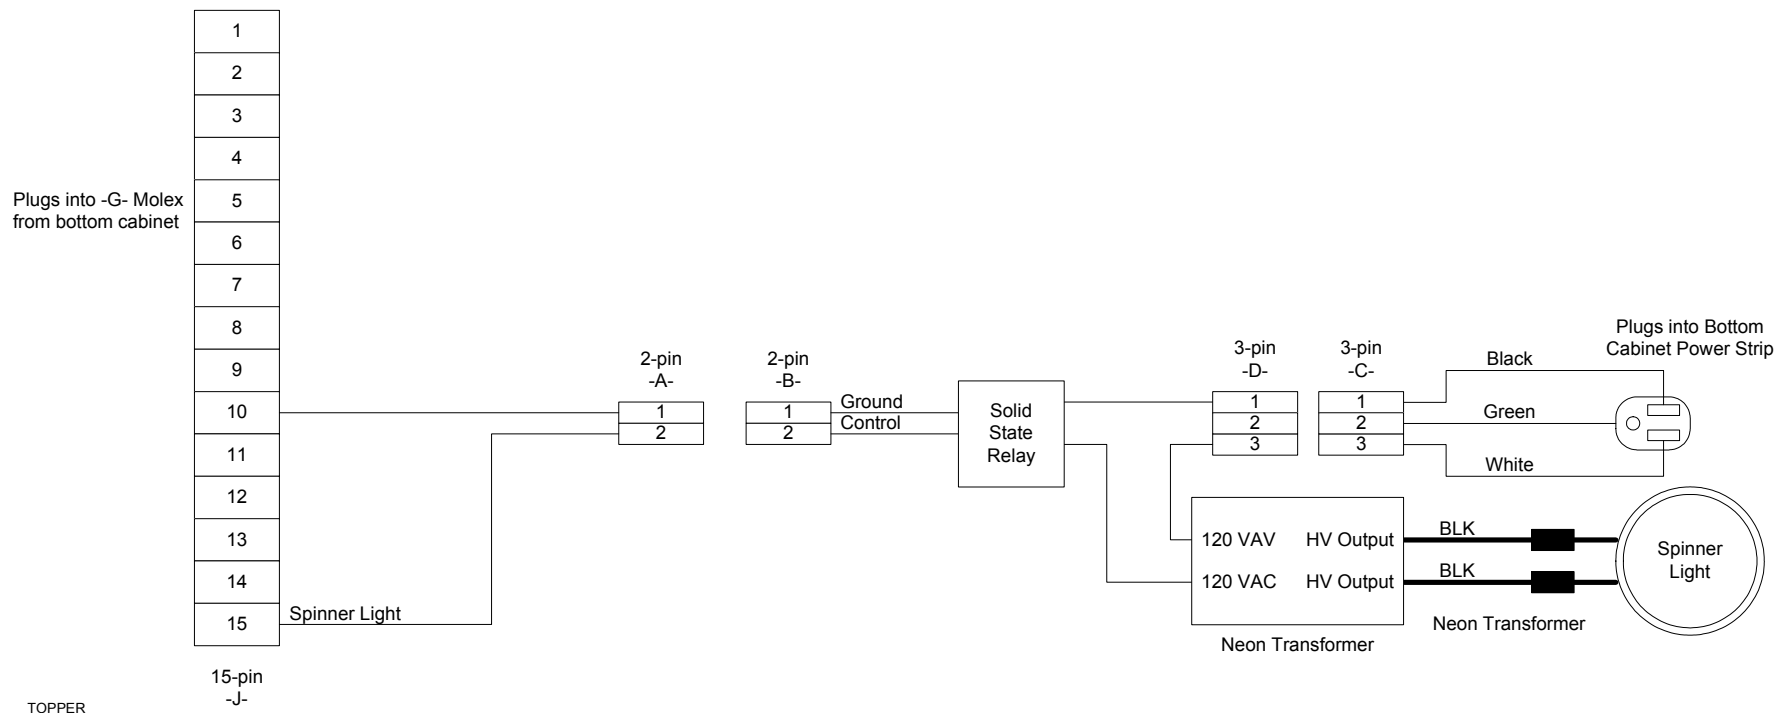 1
2
3
4
5
6
7
8
9
10
11
12
13
14
15
Plugs into -G- Molex
from bottom cabinet
15-pin
-J-
TOPPER
Spinner Light
2-pin
-A-
1
2
2-pin
-B-
1
2
Ground
Control
Solid
State
Relay
3-pin
-D-
1
2
3
3-pin
-C-
1
2
3
Black
Green
White
Plugs into Bottom
Cabinet Power Strip
120 VAV HV Output
120 VAC HV Output
Neon Transformer
BLK
BLK
Neon Transformer
Spinner
Light